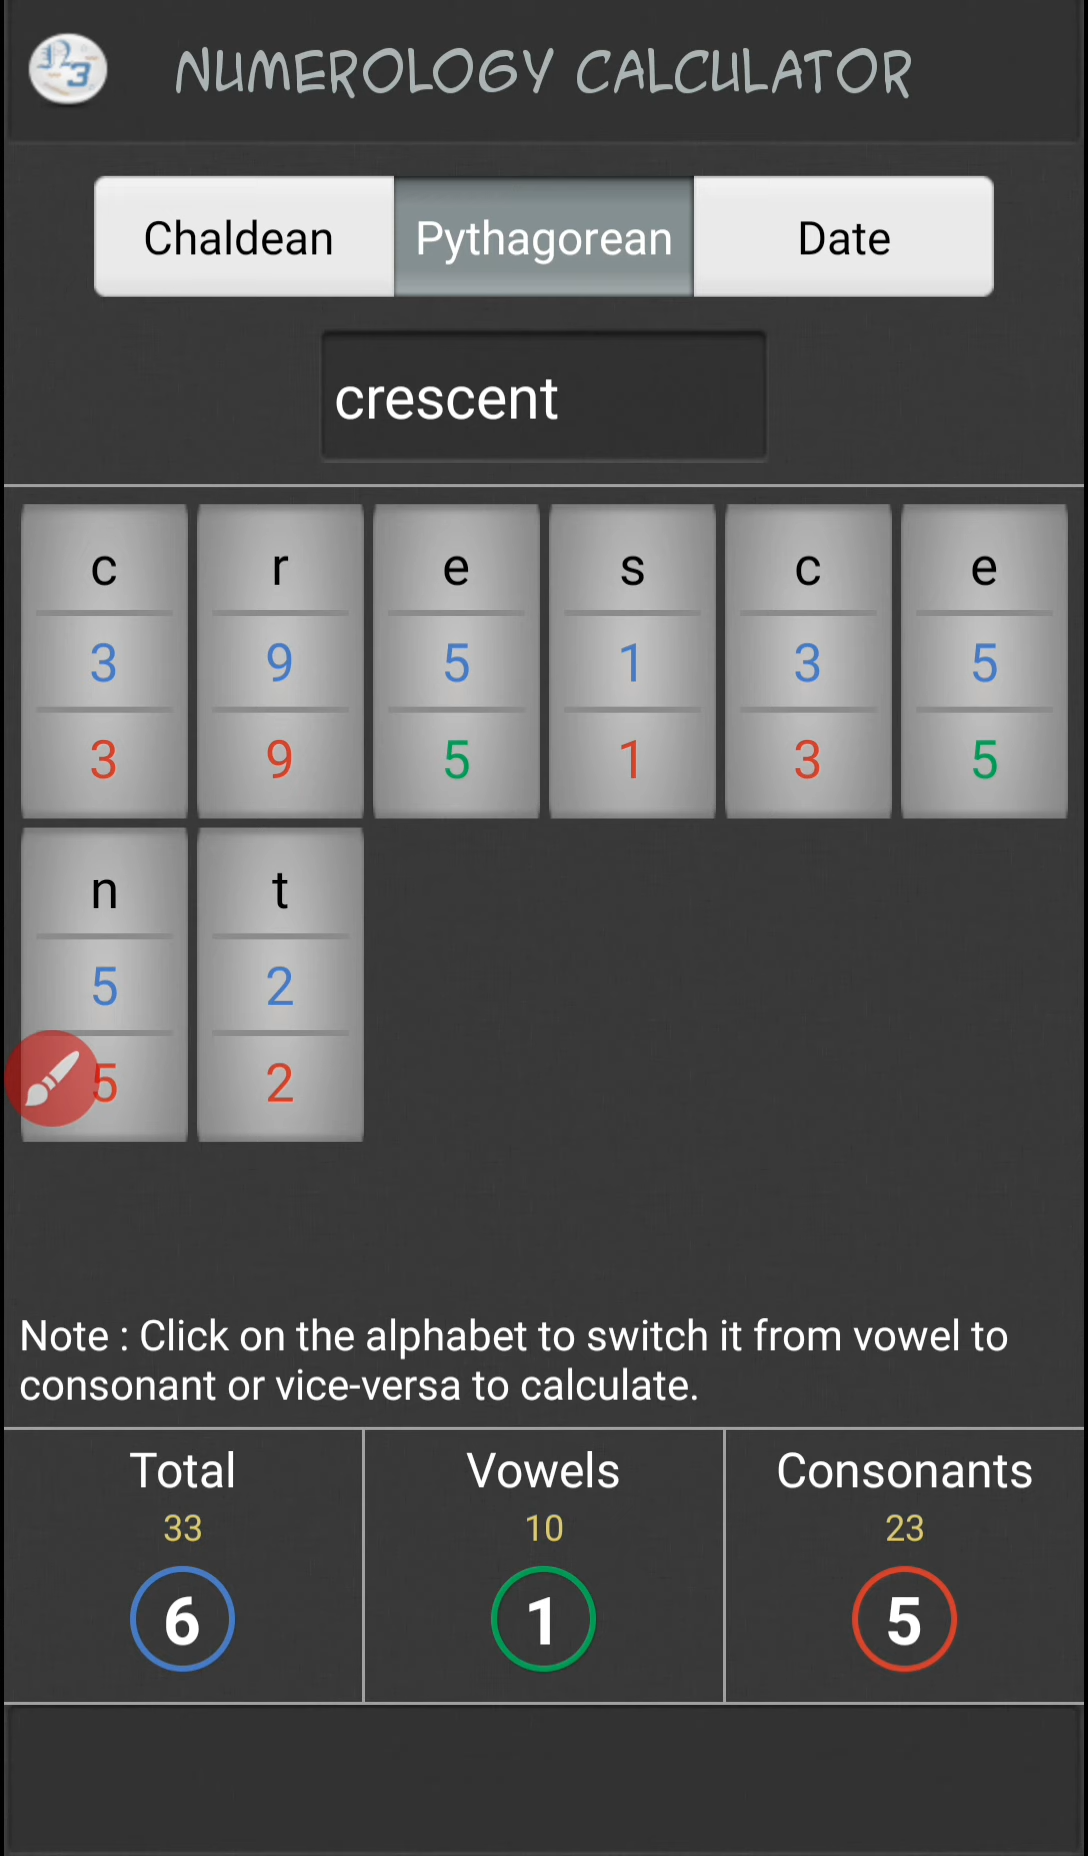 NUMEROLOGY CALCULATOR
Chaldean Pythagorean Date
crescent
c r e s c e
3 9 5 1 3 5
3 9 5 1 3 5
n t
5 2
5 2
Note : Click on the alphabet to switch it from vowel to
consonant or vice-versa to calculate.
Total Vowels Consonants
33 10 23
6 1 5